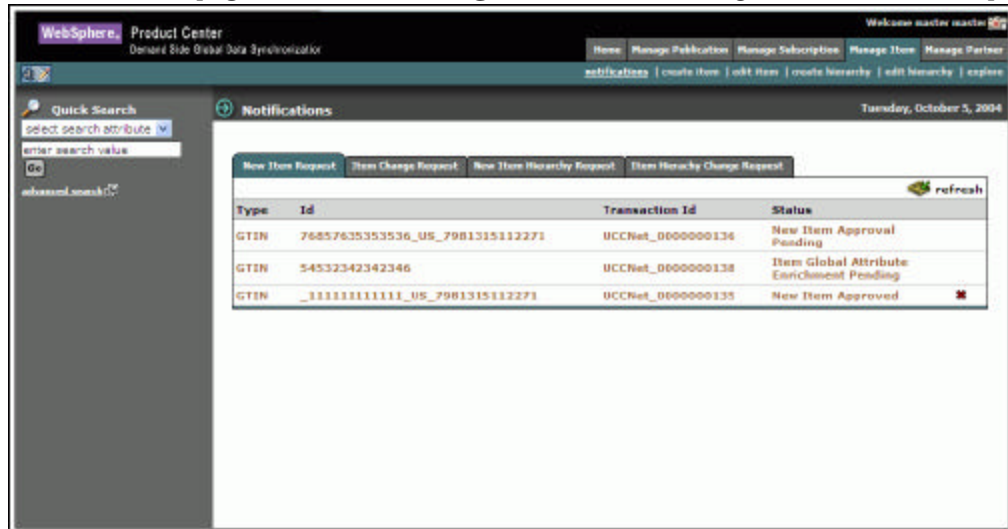 Welcome master master
WebSphere. Product Center
Demand Side Global Data Synchronization
Home Manage Publication Manage Subscription Manage Item Manage Partner
notifications | create item | edit item | create hierarchy | edit hierarchy | explore
Quick Search
Notifications
Tuesday, October 5, 2004
select search attribute
enter search value
Go
advanced search
New Item Request Item Change Request New Item Hierarchy Request Item Hierachy Change Request
refresh
Type Id Transaction Id Status
GTIN 76857635353536_US_7981315112271 UCCNet_0000000136 New Item Approval
Pending
GTIN 54532342342346 UCCNet_0000000138 Item Global Attribute
Enrichment Pending
GTIN _111111111111_US_7981315112271 UCCNet_0000000135 New Item Approved